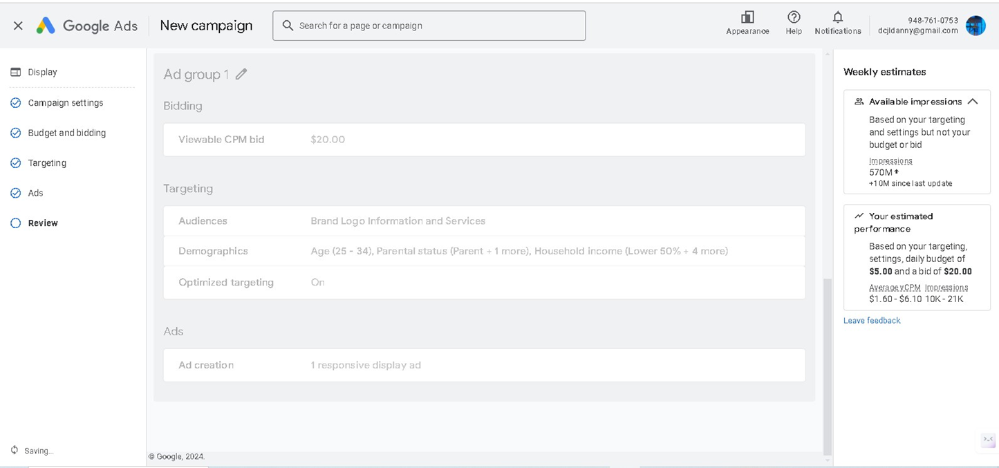 Google Ads
New campaign
Search for a page or campaign
Appearance
Help
Notifications
948-761-0753
dcjldanny@gmail.com
Display
Campaign settings
Budget and bidding
Targeting
Ads
Review
Saving...
Ad group 1
Bidding
Viewable CPM bid $20.00
Targeting
Audiences Brand Logo Information and Services
Demographics Age (25 - 34), Parental status (Parent + 1 more), Household income (Lower 50% + 4 more)
Optimized targeting On
Ads
Ad creation 1 responsive display ad
© Google, 2024.
Weekly estimates
Available impressions
Based on your targeting
and settings but not your
budget or bid
Impressions
570M
+10M since last update
Your estimated
performance
Based on your targeting,
settings, daily budget of
$5.00 and a bid of $20.00
Average vCPM Impressions
$1.60 - $6.10 10K - 21K
Leave feedback